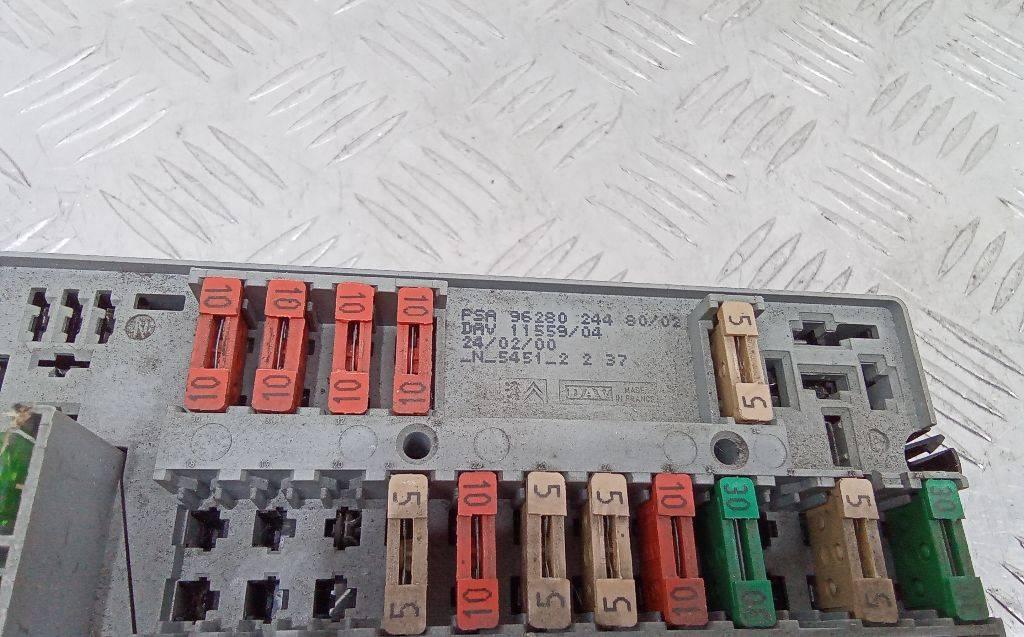 10 10 10 10
PSA 96280 244 80/02
DAV 11559/04
24/02/00
_N_5451_2 2 37
DAV MADE IN FRANCE
5
10 10 10 10
5
N
5 10 5 5 10 30 5 30
5 10 5 5 10 30 5